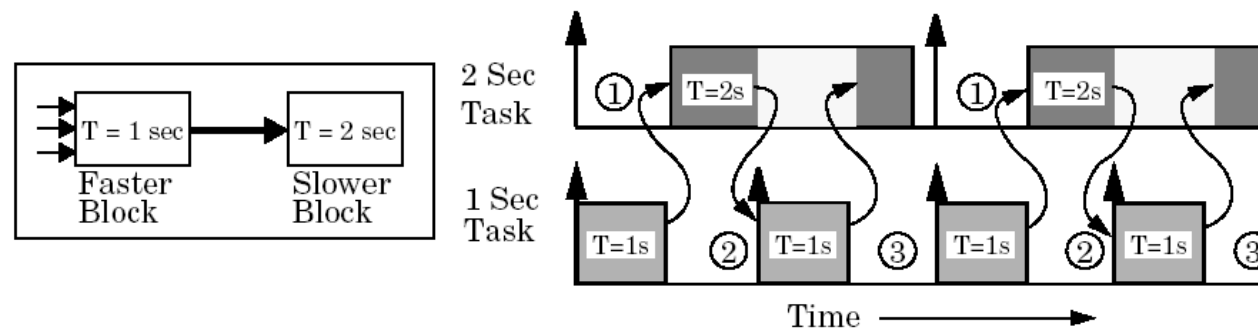 T = 1 sec
T = 2 sec
Faster
Block
Slower
Block
2 Sec
Task
1 Sec
Task
①
T=2s
①
T=2s
T=1s
②
T=1s
③
T=1s
②
T=1s
③
Time